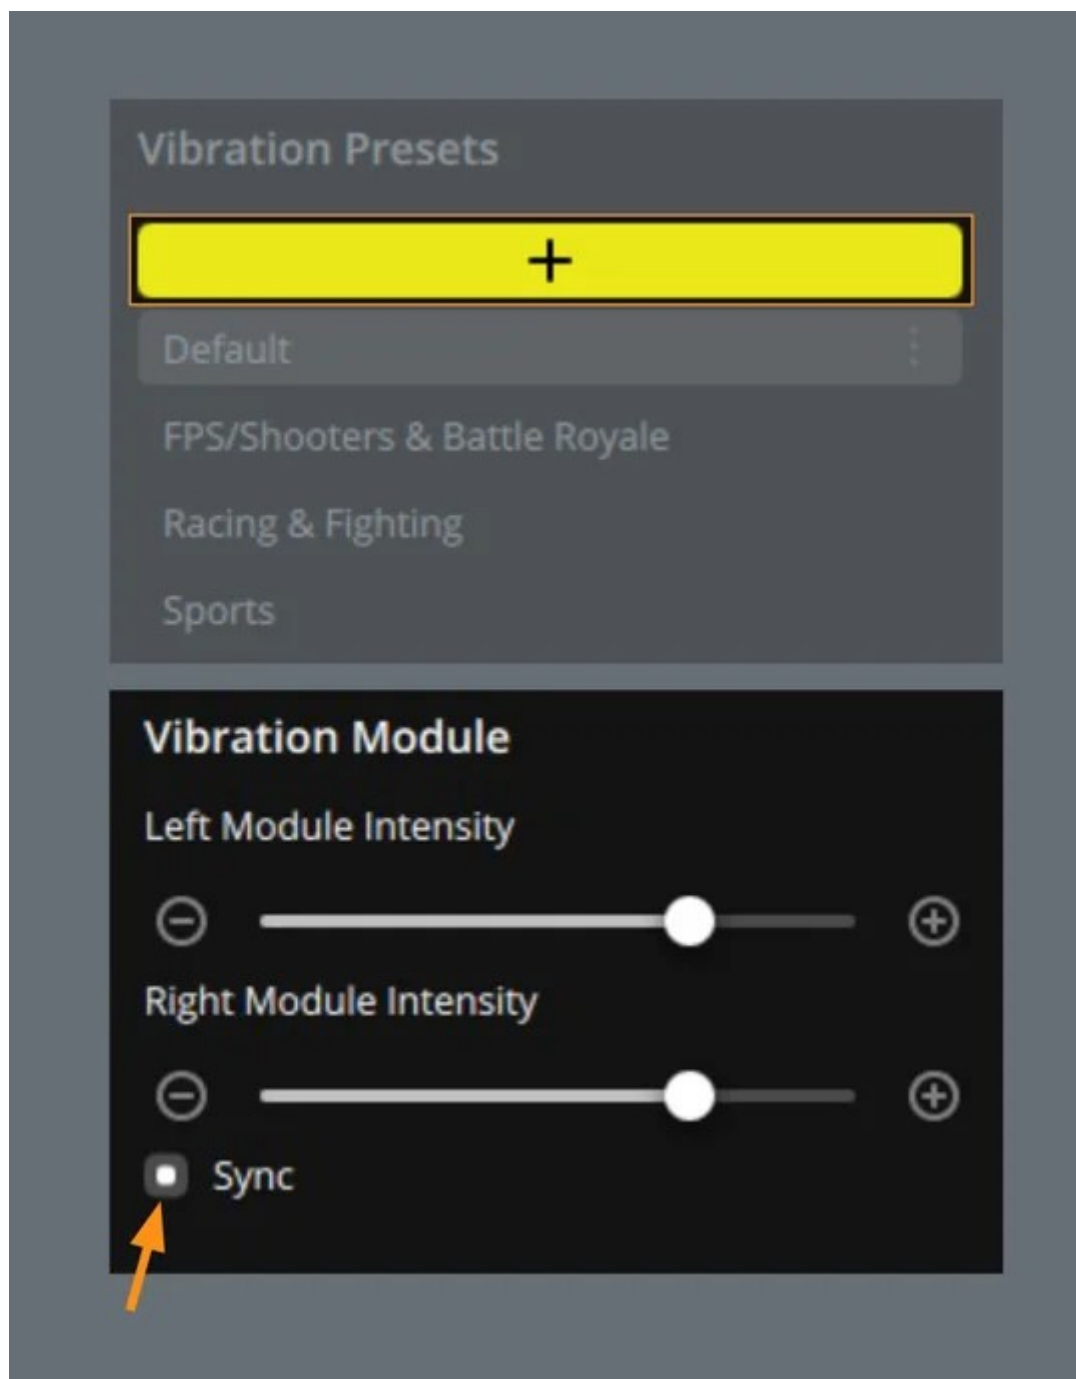 Vibration Presets
+
Default
FPS/Shooters & Battle Royale
Racing & Fighting
Sports
Vibration Module
Left Module Intensity
Right Module Intensity
Sync